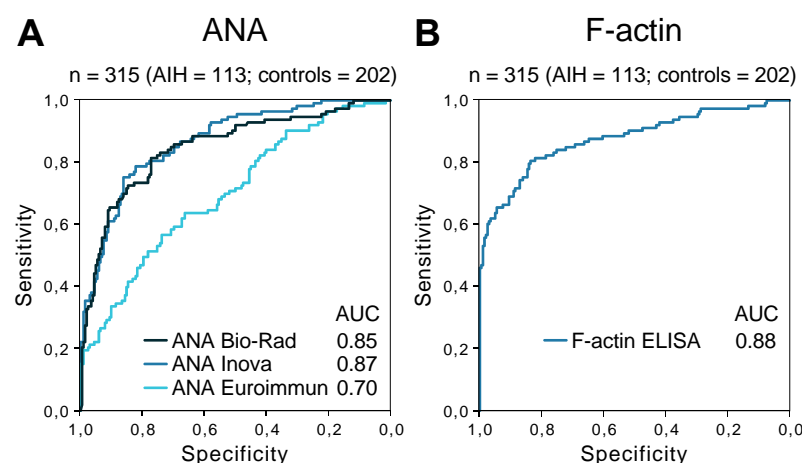 A ANA
n = 315 (AIH = 113; controls = 202)
1,0
0,8
0,6
0,4
0,2
0,0
Sensitivity
AUC
ANA Bio-Rad 0.85
ANA Inova 0.87
ANA Euroimmun 0.70
1,0 0,8 0,6 0,4 0,2 0,0
Specificity
B F-actin
n = 315 (AIH = 113; controls = 202)
1,0
0,8
0,6
0,4
0,2
0,0
Sensitivity
AUC
F-actin ELISA 0.88
1,0 0,8 0,6 0,4 0,2 0,0
Specificity